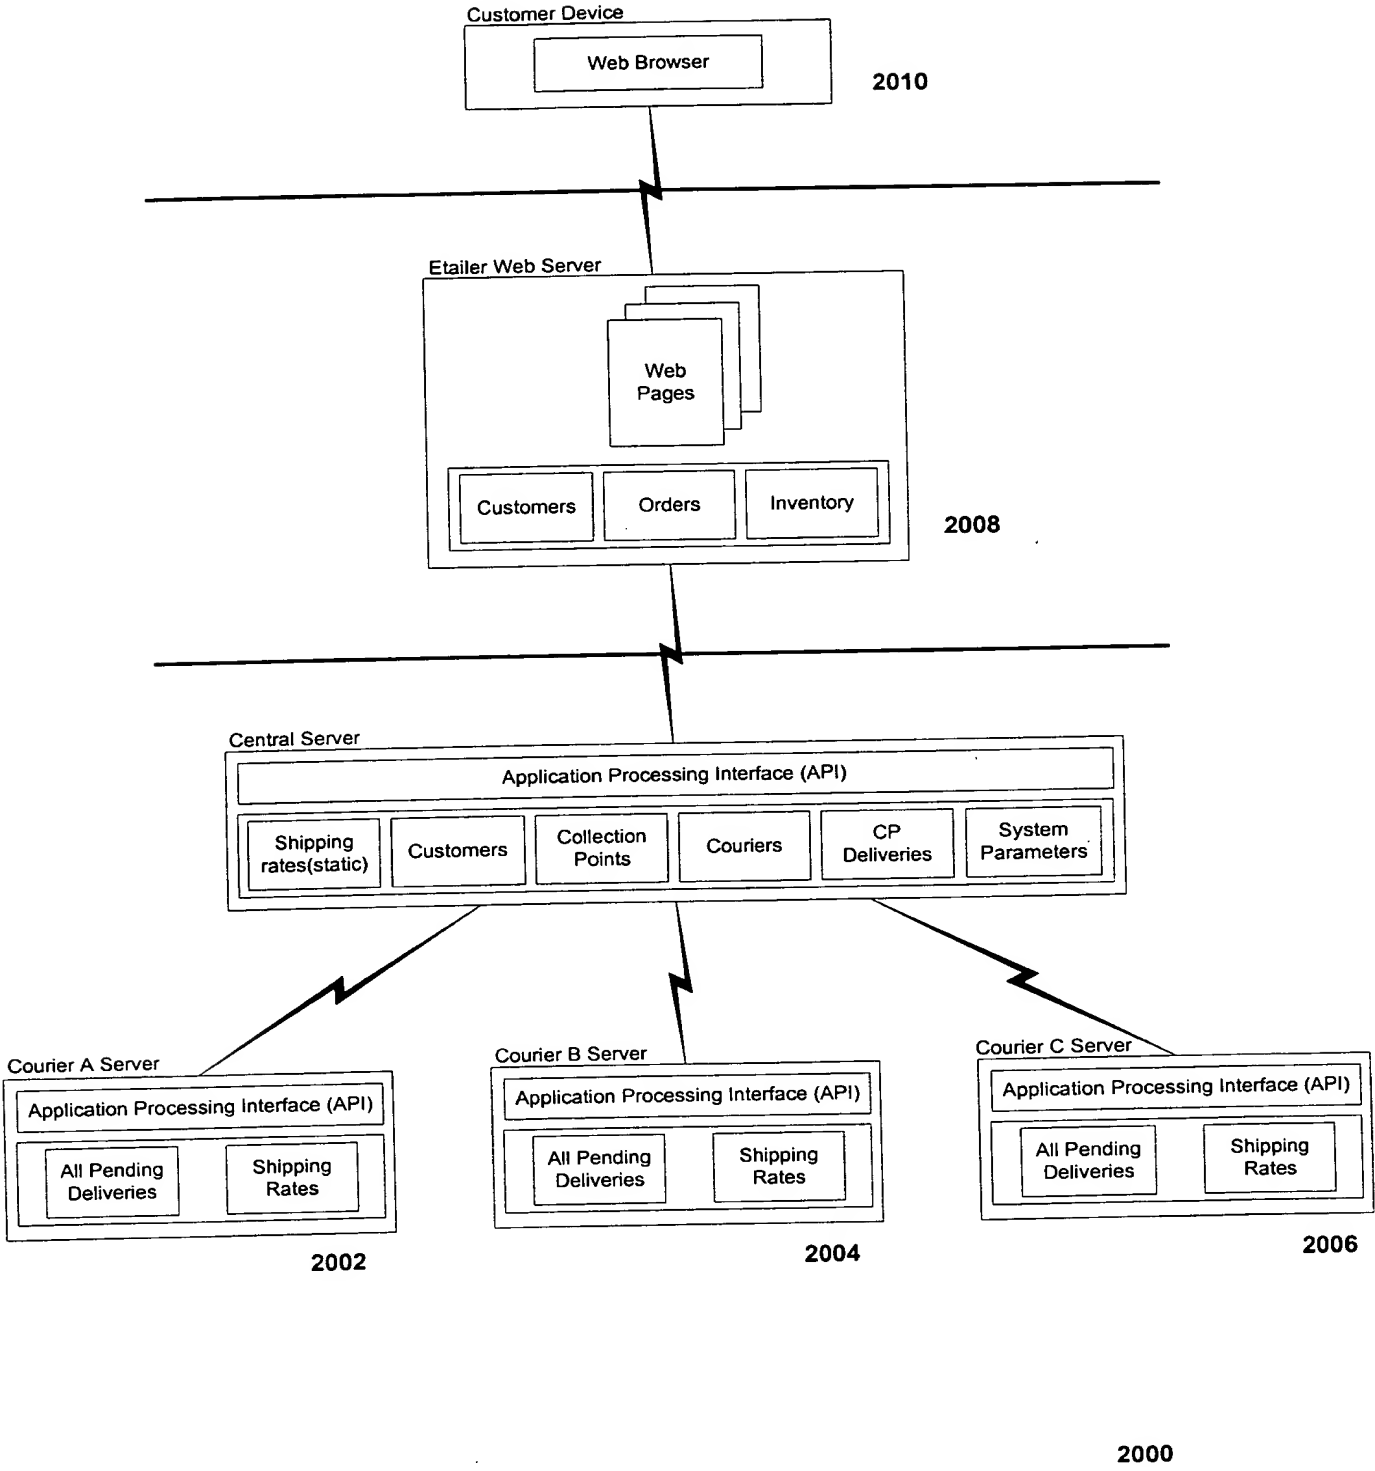 Customer Device
Web Browser
2010
Etailer Web Server
Web
Pages
Customers
Orders
Inventory
2008
Central Server
Application Processing Interface (API)
Shipping
rates(static)
Customers
Collection
Points
Couriers
CP
Deliveries
System
Parameters
Courier A Server
Application Processing Interface (API)
All Pending
Deliveries
Shipping
Rates
2002
Courier B Server
Application Processing Interface (API)
All Pending
Deliveries
Shipping
Rates
2004
Courier C Server
Application Processing Interface (API)
All Pending
Deliveries
Shipping
Rates
2006
2000